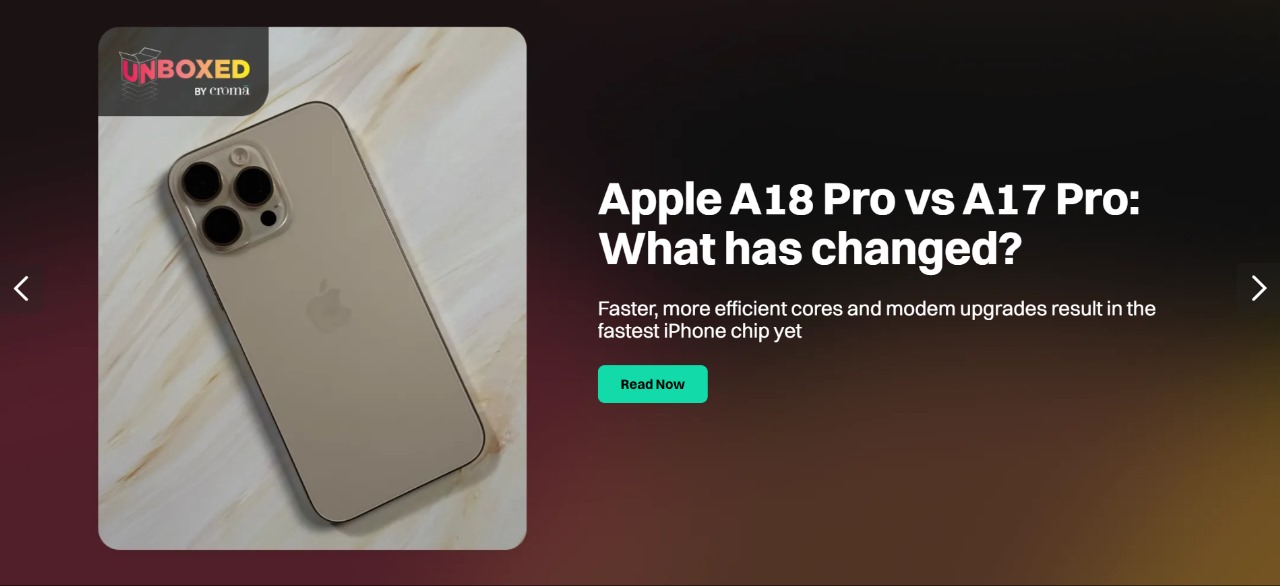 UNBOXED
BY cromā
Apple A18 Pro vs A17 Pro:
What has changed?
Faster, more efficient cores and modem upgrades result in the
fastest iPhone chip yet
Read Now